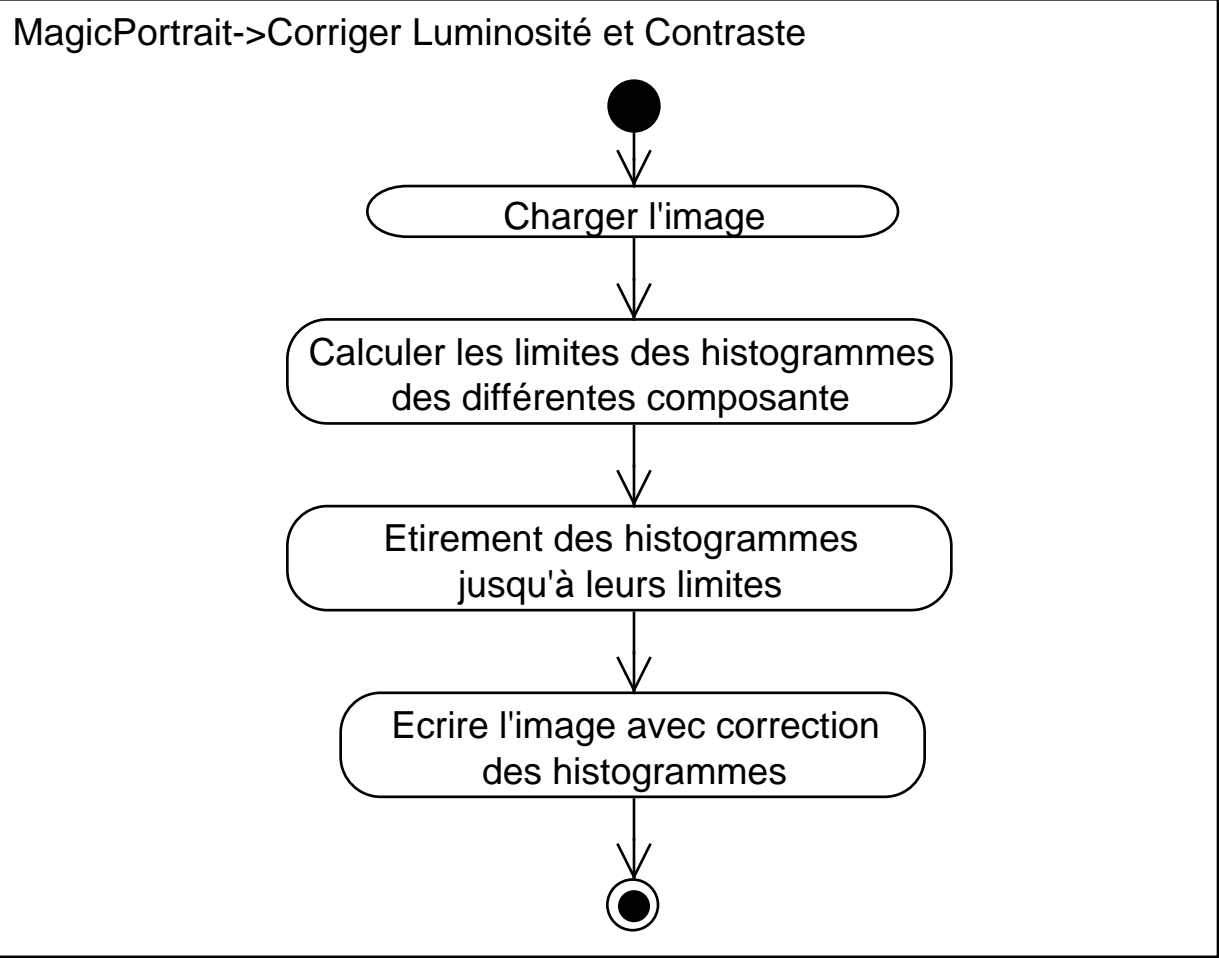 MagicPortrait->Corriger Luminosité et Contraste
Charger l'image
Calculer les limites des histogrammes
des différentes composante
Etirement des histogrammes
jusqu'à leurs limites
Ecrire l'image avec correction
des histogrammes